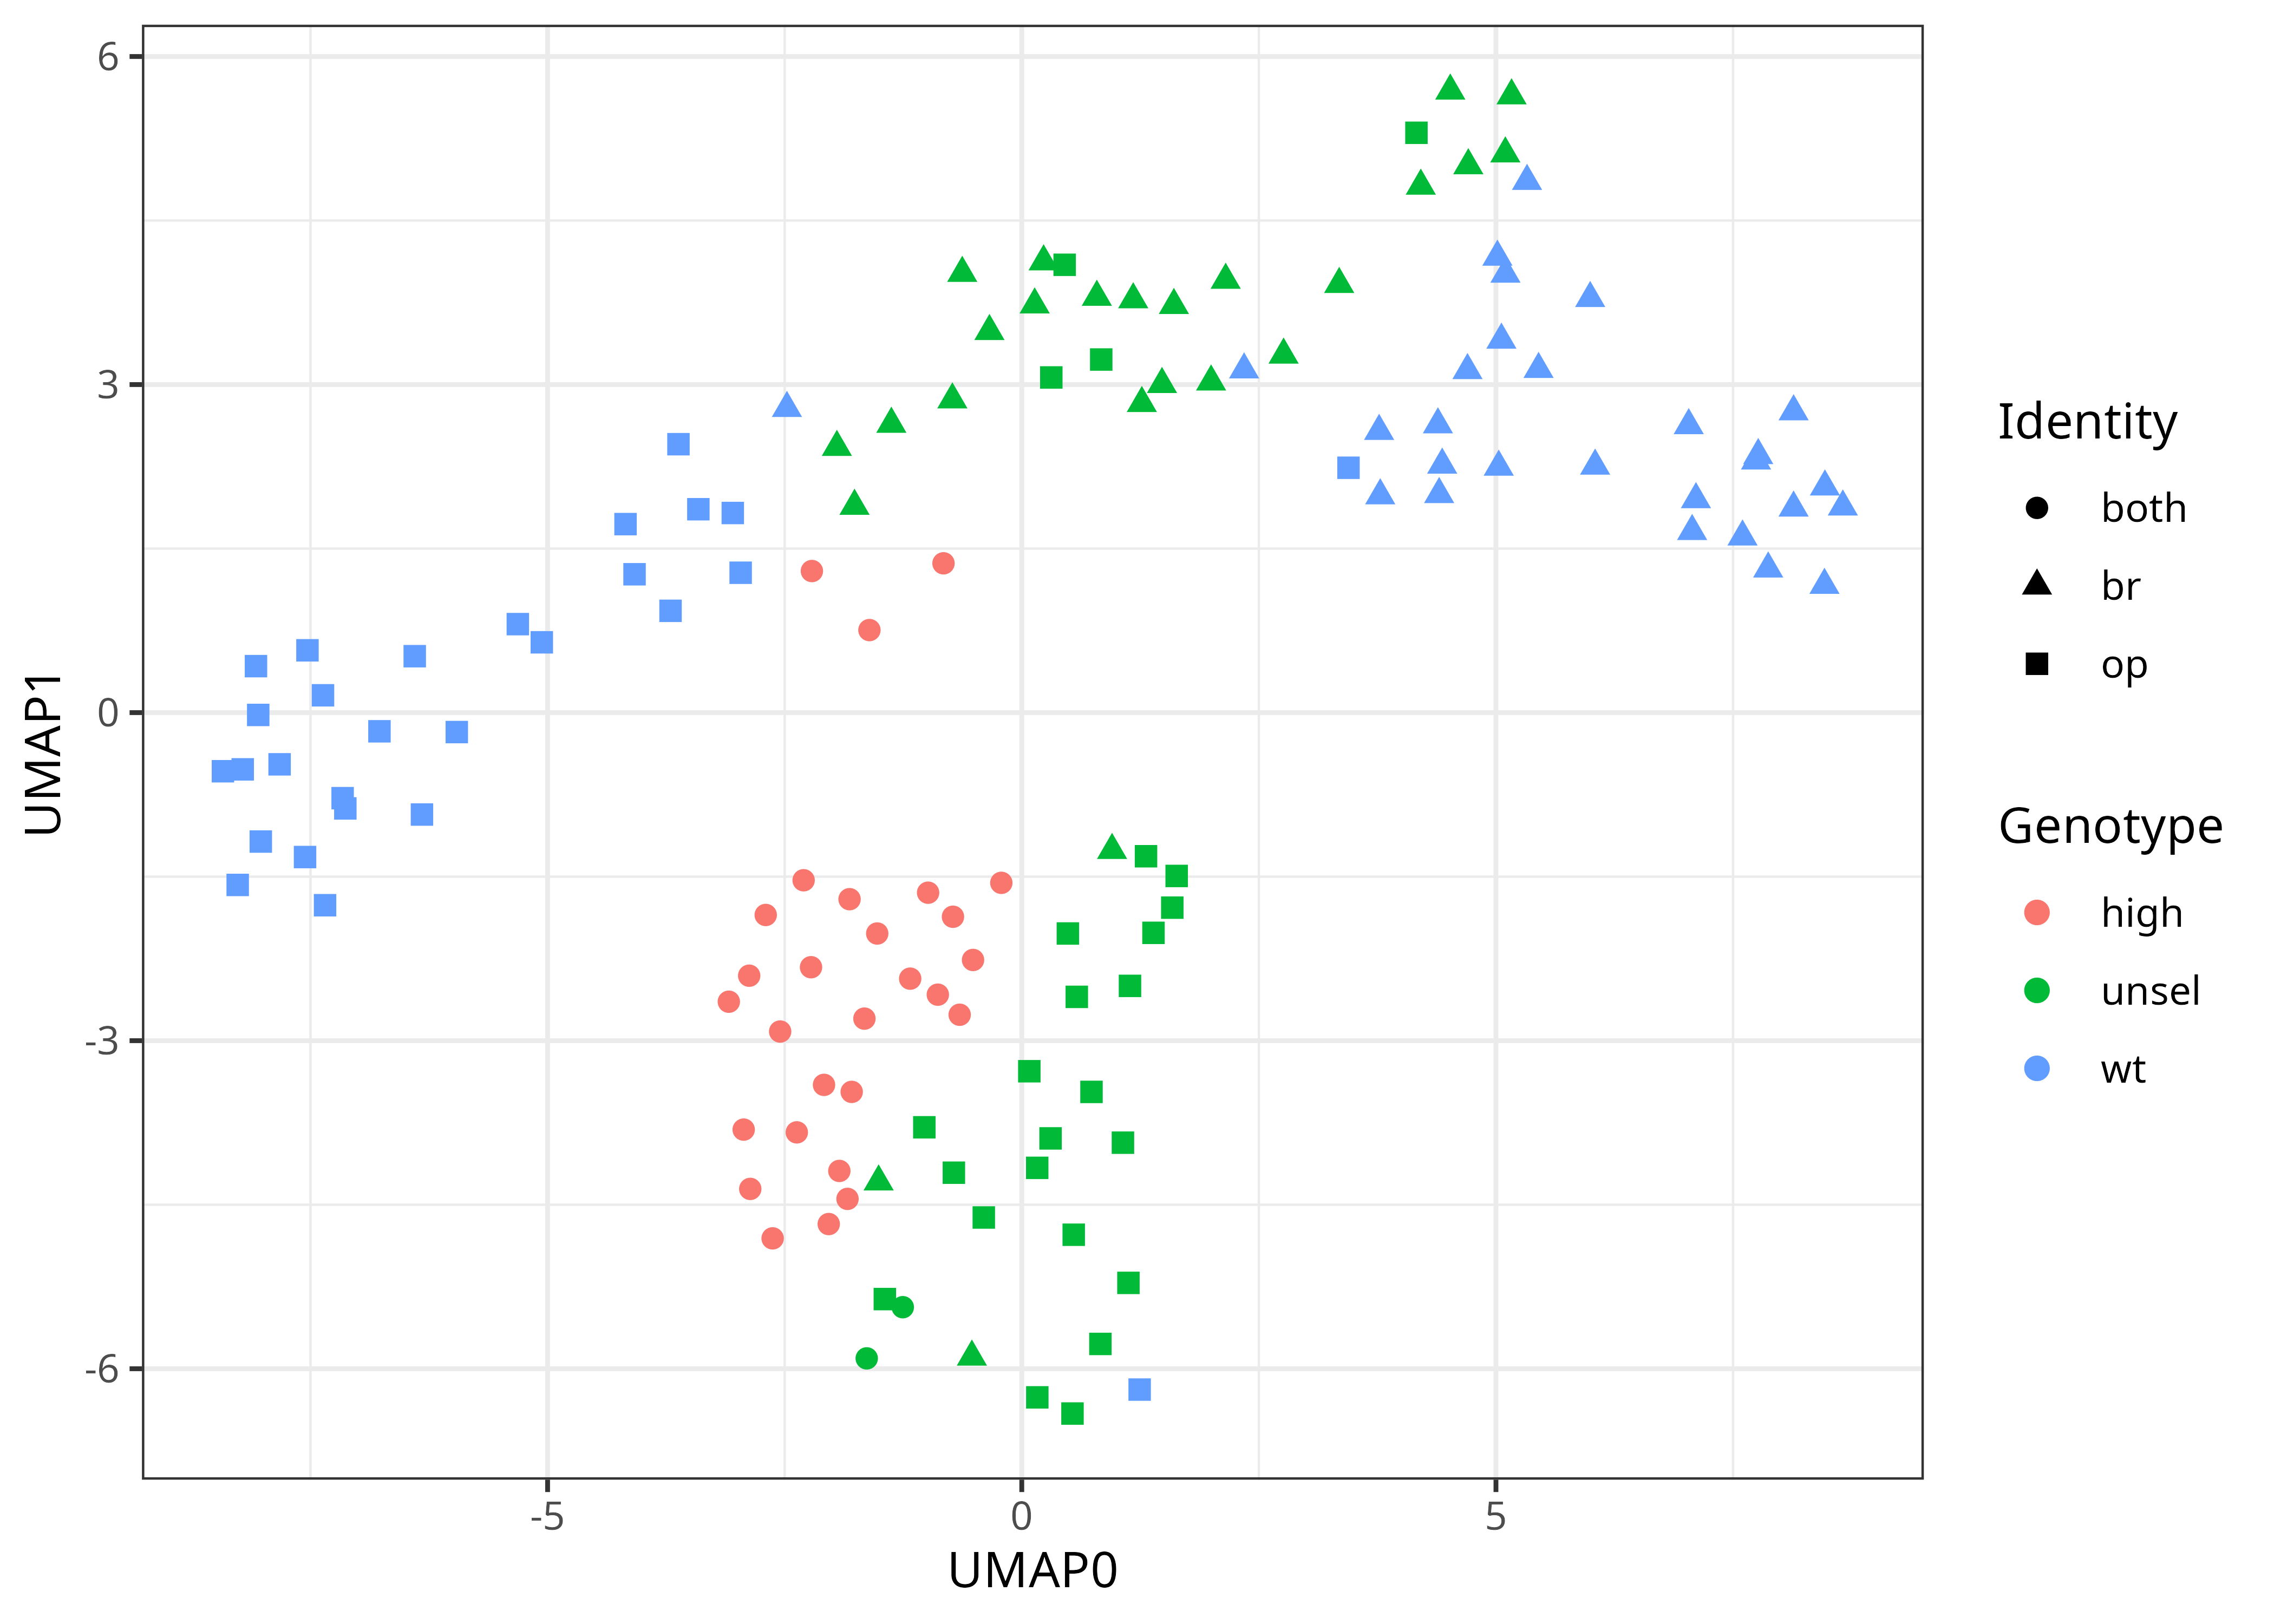 6
3
0
-3
-6
UMAP1
-5
0
5
UMAP0
Identity
both
br
op
Genotype
high
unsel
wt